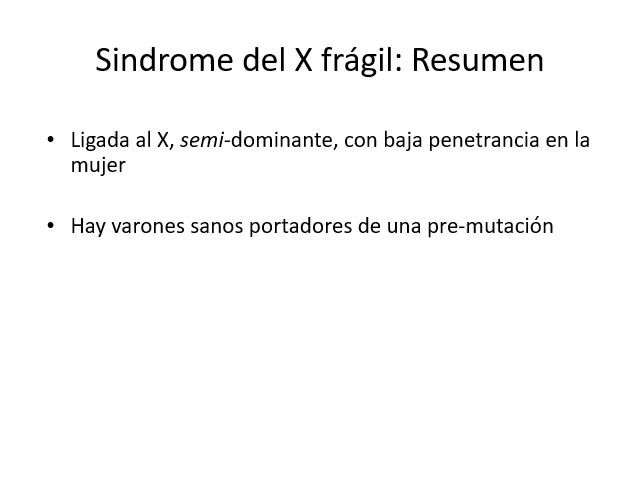 Sindrome del X frágil: Resumen
• Ligada al X, semi-dominante, con baja penetrancia en la
mujer
• Hay varones sanos portadores de una pre-mutación